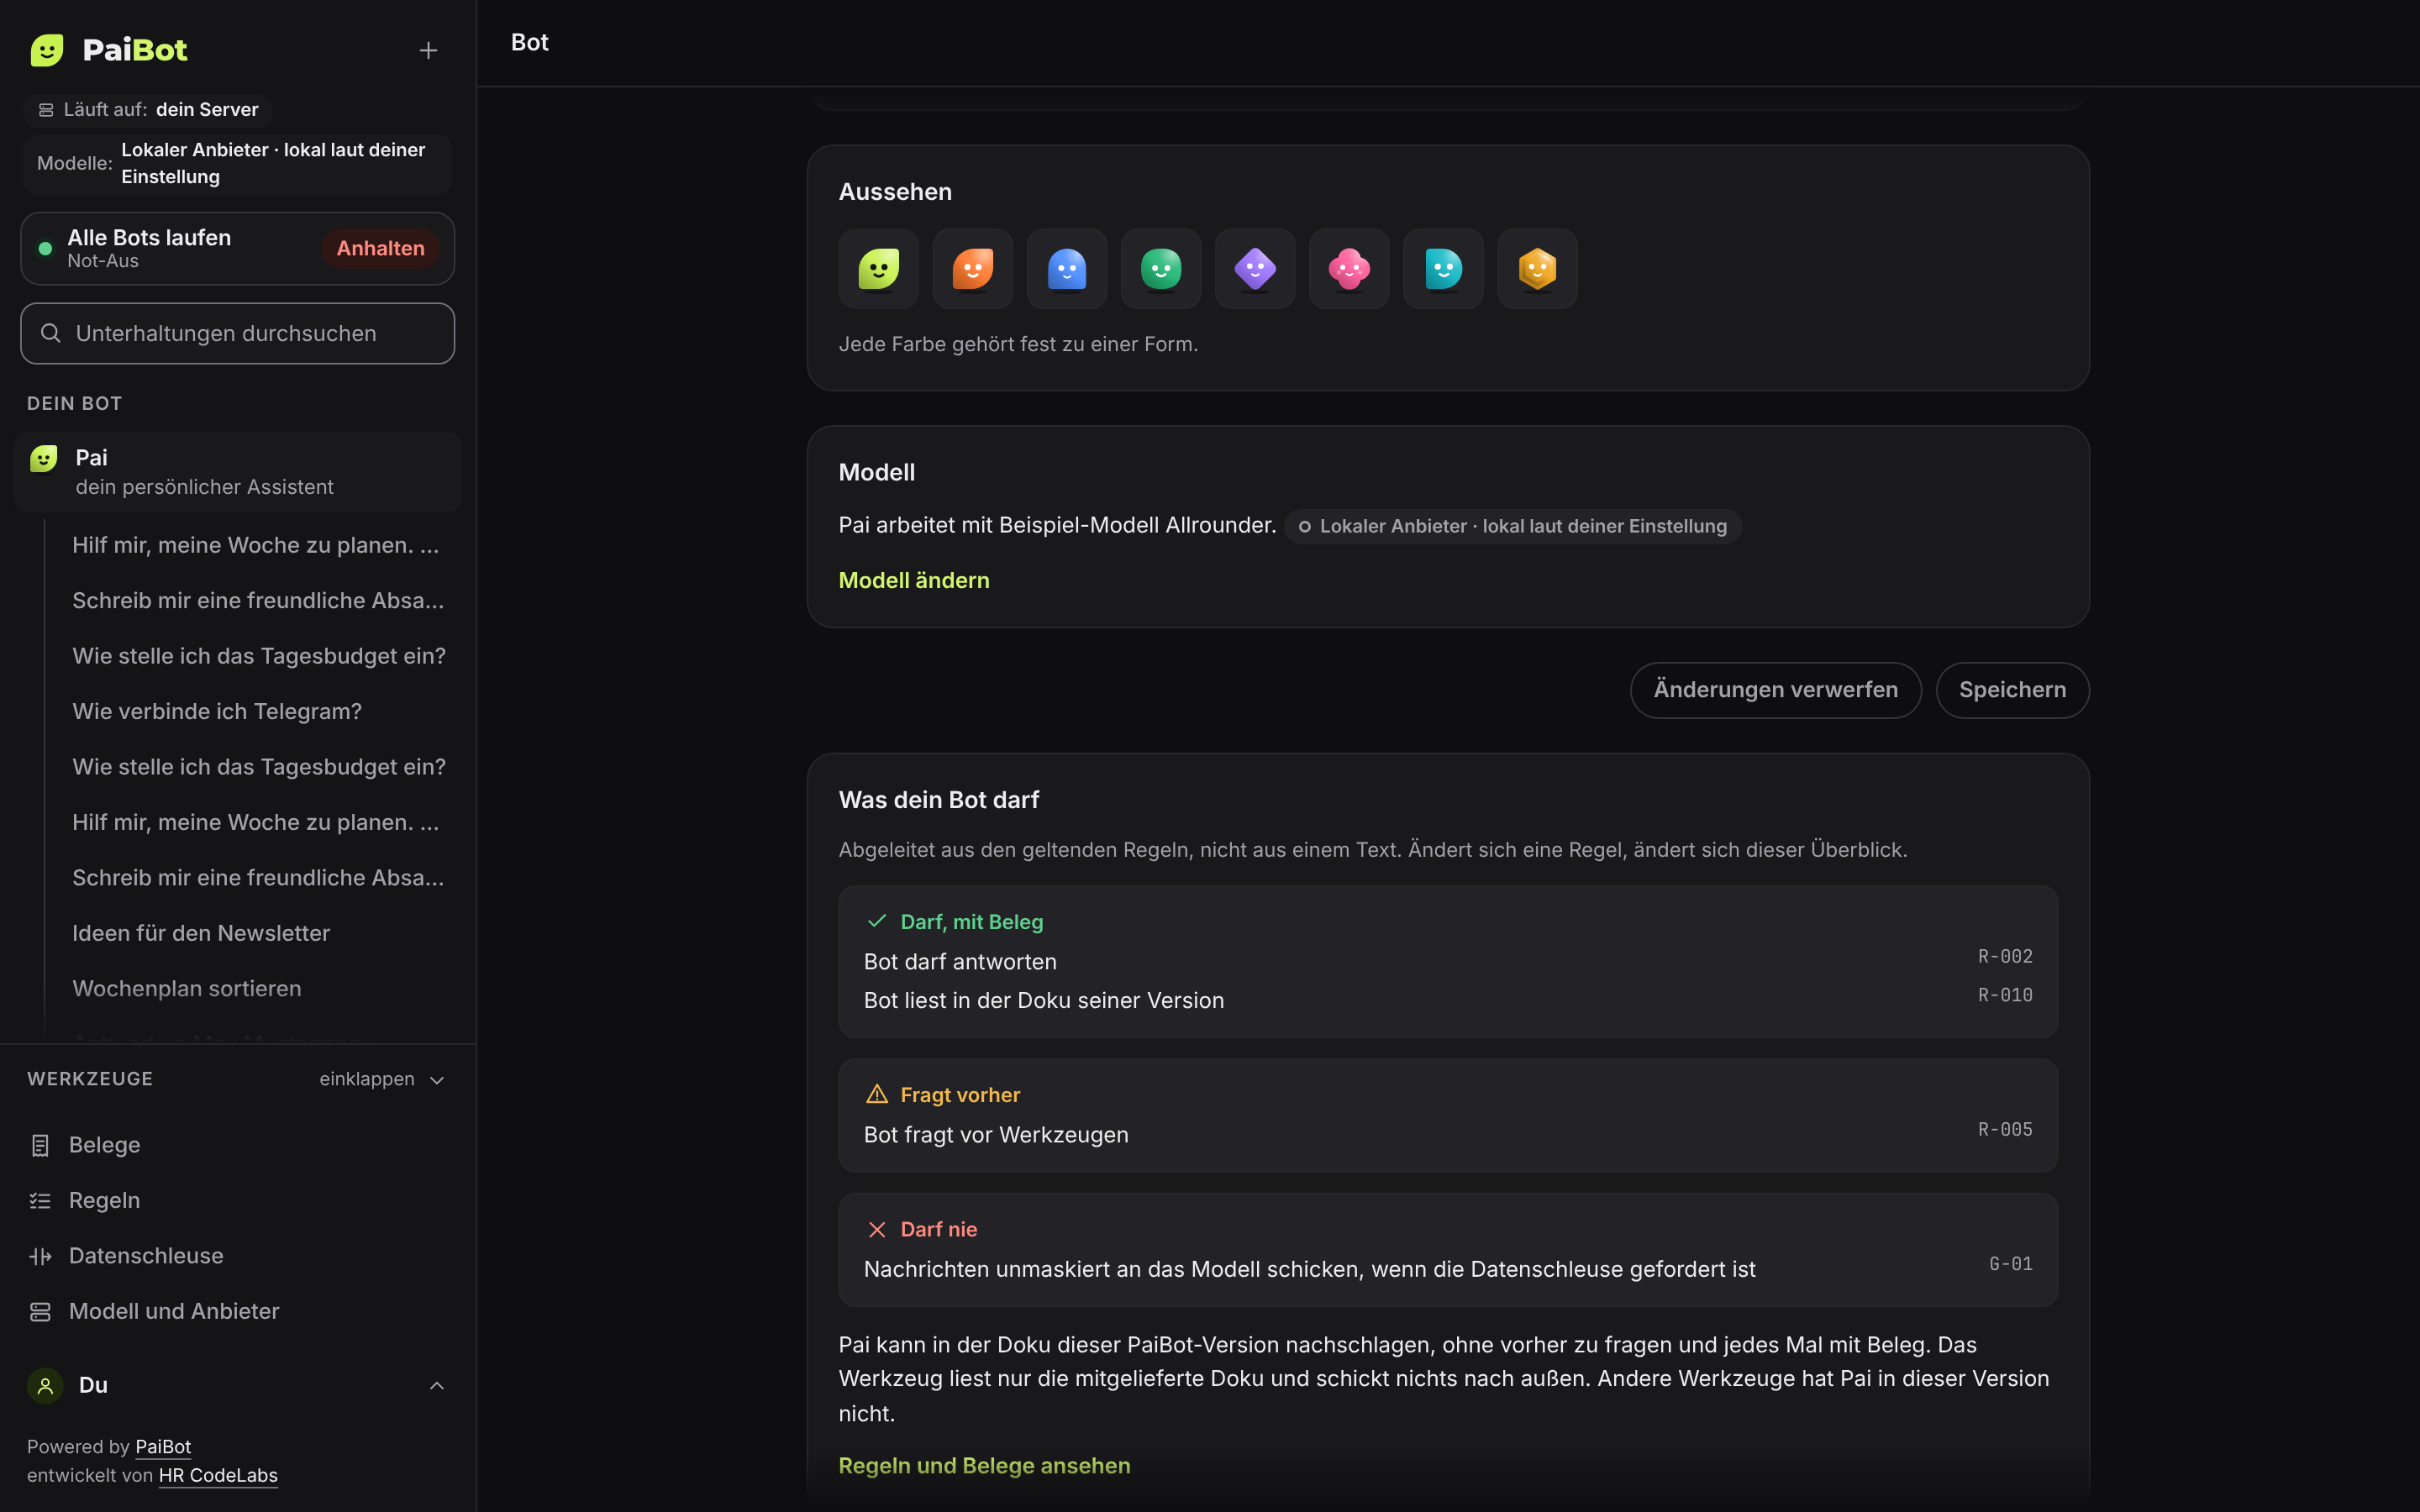 PaiBot
Läuft auf: dein Server
Modelle: Lokaler Anbieter · lokal laut deiner
Einstellung
Alle Bots laufen
Not-Aus
Anhalten
Unterhaltungen durchsuchen
DEIN BOT
Pai
dein persönlicher Assistent
Hilf mir, meine Woche zu planen. ...
Schreib mir eine freundliche Absa...
Wie stelle ich das Tagesbudget ein?
Wie verbinde ich Telegram?
Wie stelle ich das Tagesbudget ein?
Hilf mir, meine Woche zu planen. ...
Schreib mir eine freundliche Absa...
Ideen für den Newsletter
Wochenplan sortieren
WERKZEUGE
einklappen
Belege
Regeln
Datenschleuse
Modell und Anbieter
Du
Powered by PaiBot
entwickelt von HR CodeLabs
Bot
Aussehen
Jede Farbe gehört fest zu einer Form.
Modell
Pai arbeitet mit Beispiel-Modell Allrounder. Lokaler Anbieter · lokal laut deiner Einstellung
Modell ändern
Änderungen verwerfen
Speichern
Was dein Bot darf
Abgeleitet aus den geltenden Regeln, nicht aus einem Text. Ändert sich eine Regel, ändert sich dieser Überblick.
Darf, mit Beleg
Bot darf antworten R-002
Bot liest in der Doku seiner Version R-010
Fragt vorher
Bot fragt vor Werkzeugen R-005
Darf nie
Nachrichten unmaskiert an das Modell schicken, wenn die Datenschleuse gefordert ist G-01
Pai kann in der Doku dieser PaiBot-Version nachschlagen, ohne vorher zu fragen und jedes Mal mit Beleg. Das
Werkzeug liest nur die mitgelieferte Doku und schickt nichts nach außen. Andere Werkzeuge hat Pai in dieser Version
nicht.
Regeln und Belege ansehen